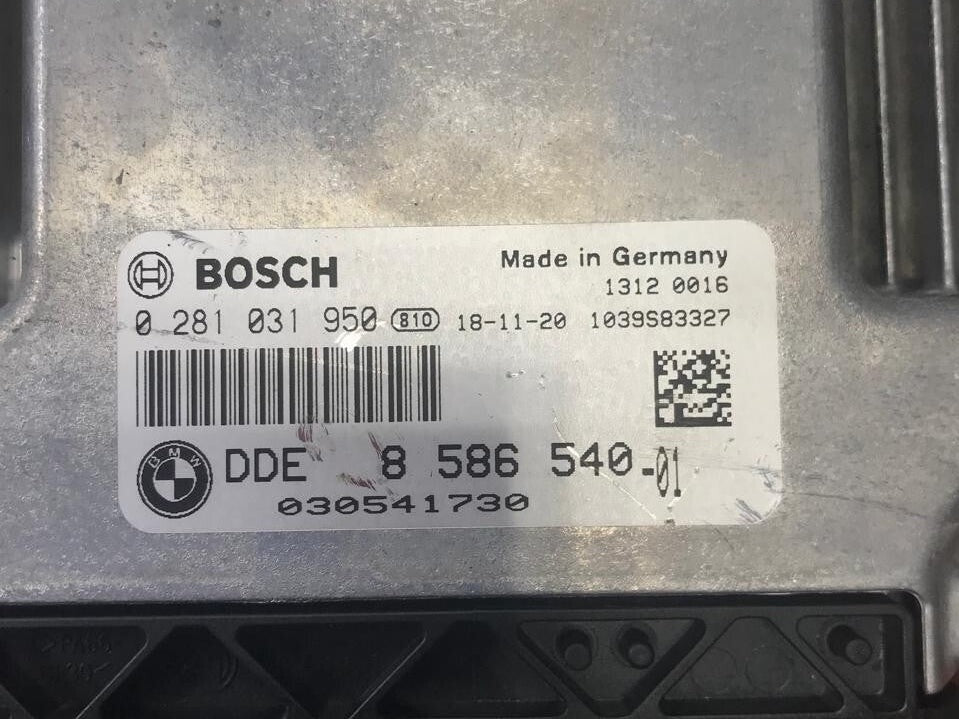 BOSCH
Made in Germany
1312 0016
0 281 031 950 810 18-11-20 1039S83327
BMW
DDE 8 586 540-01
030541730